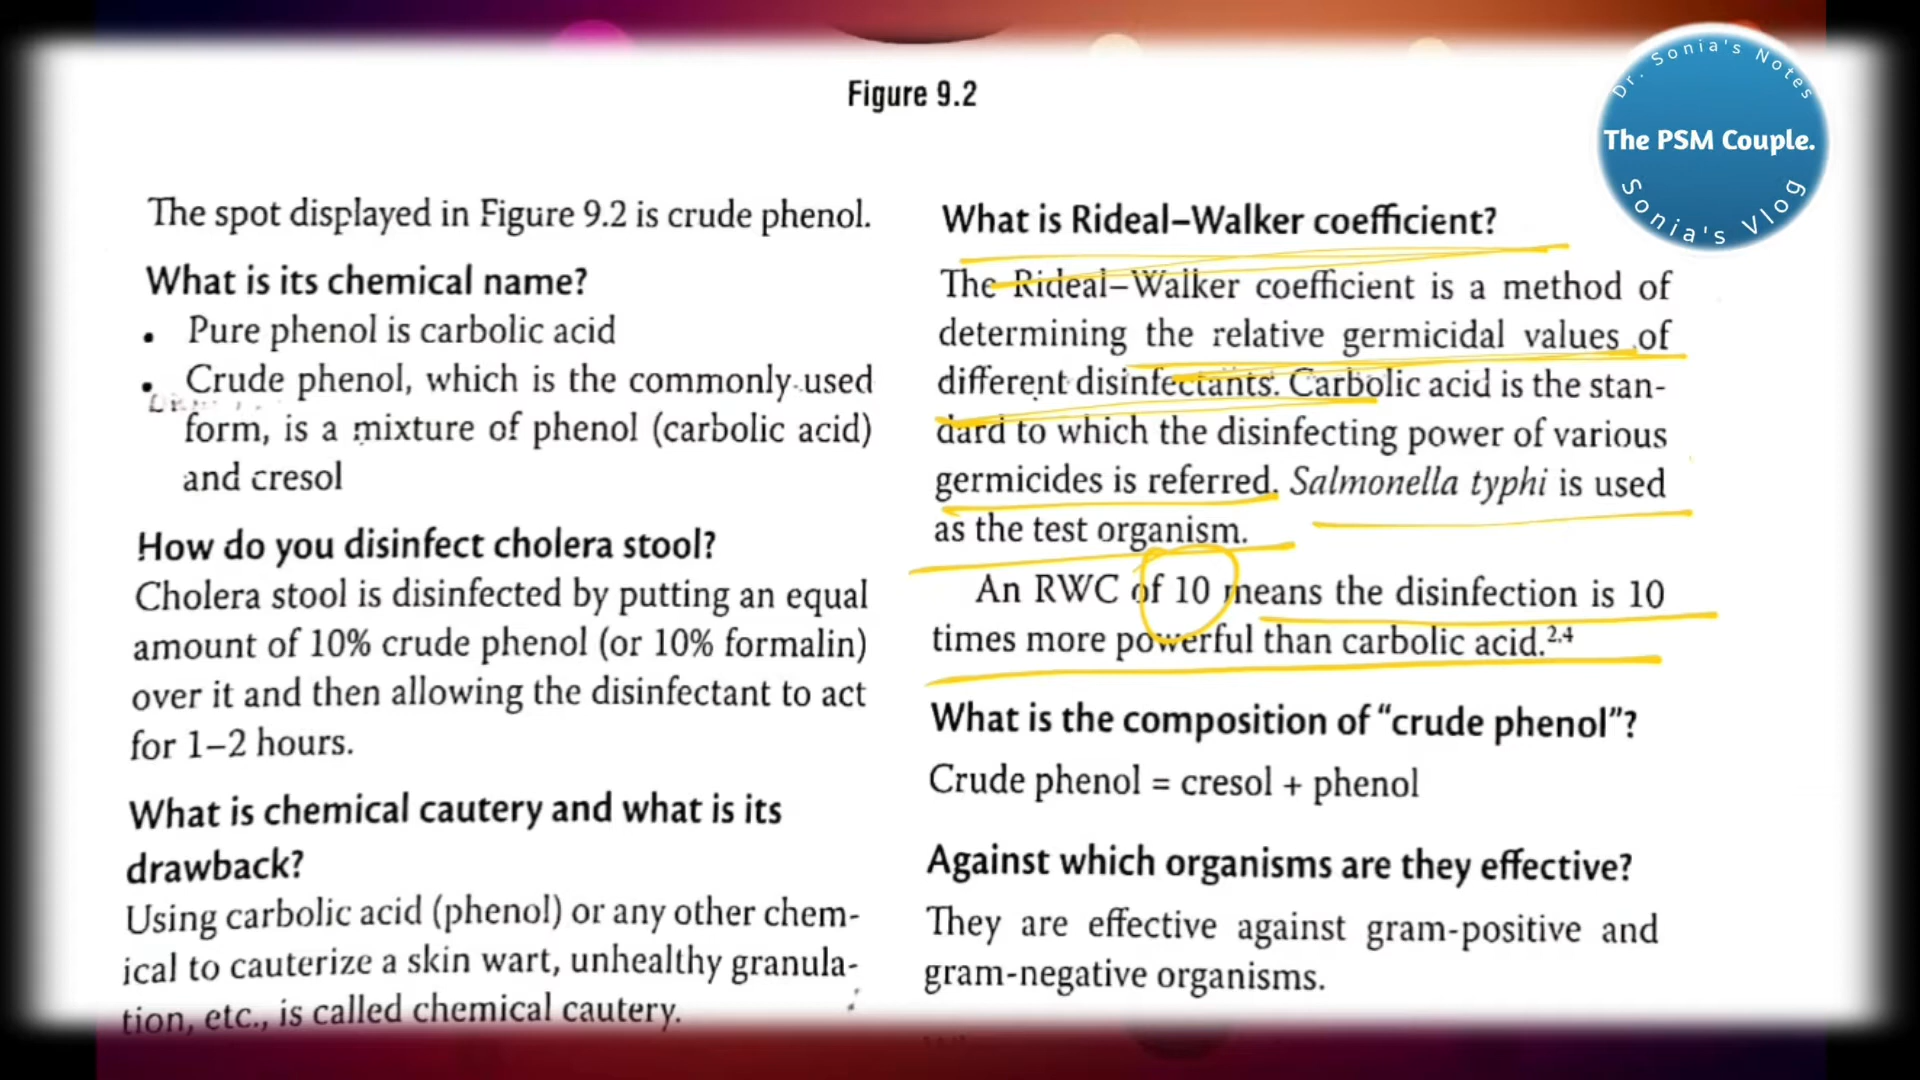 Figure 9.2
Dr. Sonia's Notes
The PSM Couple.
Sonia's Vlog
The spot displayed in Figure 9.2 is crude phenol.
What is its chemical name?
• Pure phenol is carbolic acid
• Crude phenol, which is the commonly used
form, is a mixture of phenol (carbolic acid)
and cresol
How do you disinfect cholera stool?
Cholera stool is disinfected by putting an equal
amount of 10% crude phenol (or 10% formalin)
over it and then allowing the disinfectant to act
for 1–2 hours.
What is chemical cautery and what is its
drawback?
Using carbolic acid (phenol) or any other chem-
ical to cauterize a skin wart, unhealthy granula-
tion, etc., is called chemical cautery.
What is Rideal–Walker coefficient?
The Rideal–Walker coefficient is a method of
determining the relative germicidal values of
different disinfectants. Carbolic acid is the stan-
dard to which the disinfecting power of various
germicides is referred. Salmonella typhi is used
as the test organism.
An RWC of 10 means the disinfection is 10
times more powerful than carbolic acid.2,4
What is the composition of “crude phenol”?
Crude phenol = cresol + phenol
Against which organisms are they effective?
They are effective against gram-positive and
gram-negative organisms.